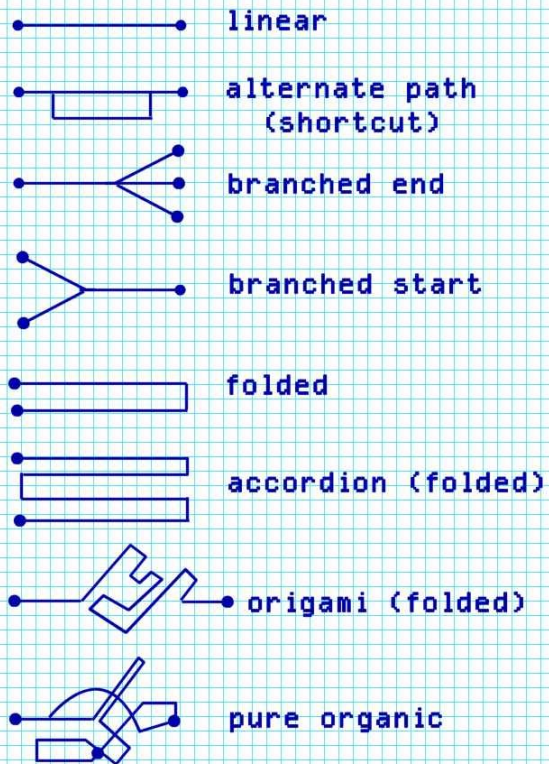 linear
alternate path
(shortcut)
branched end
branched start
folded
accordion (folded)
origami (folded)
pure organic